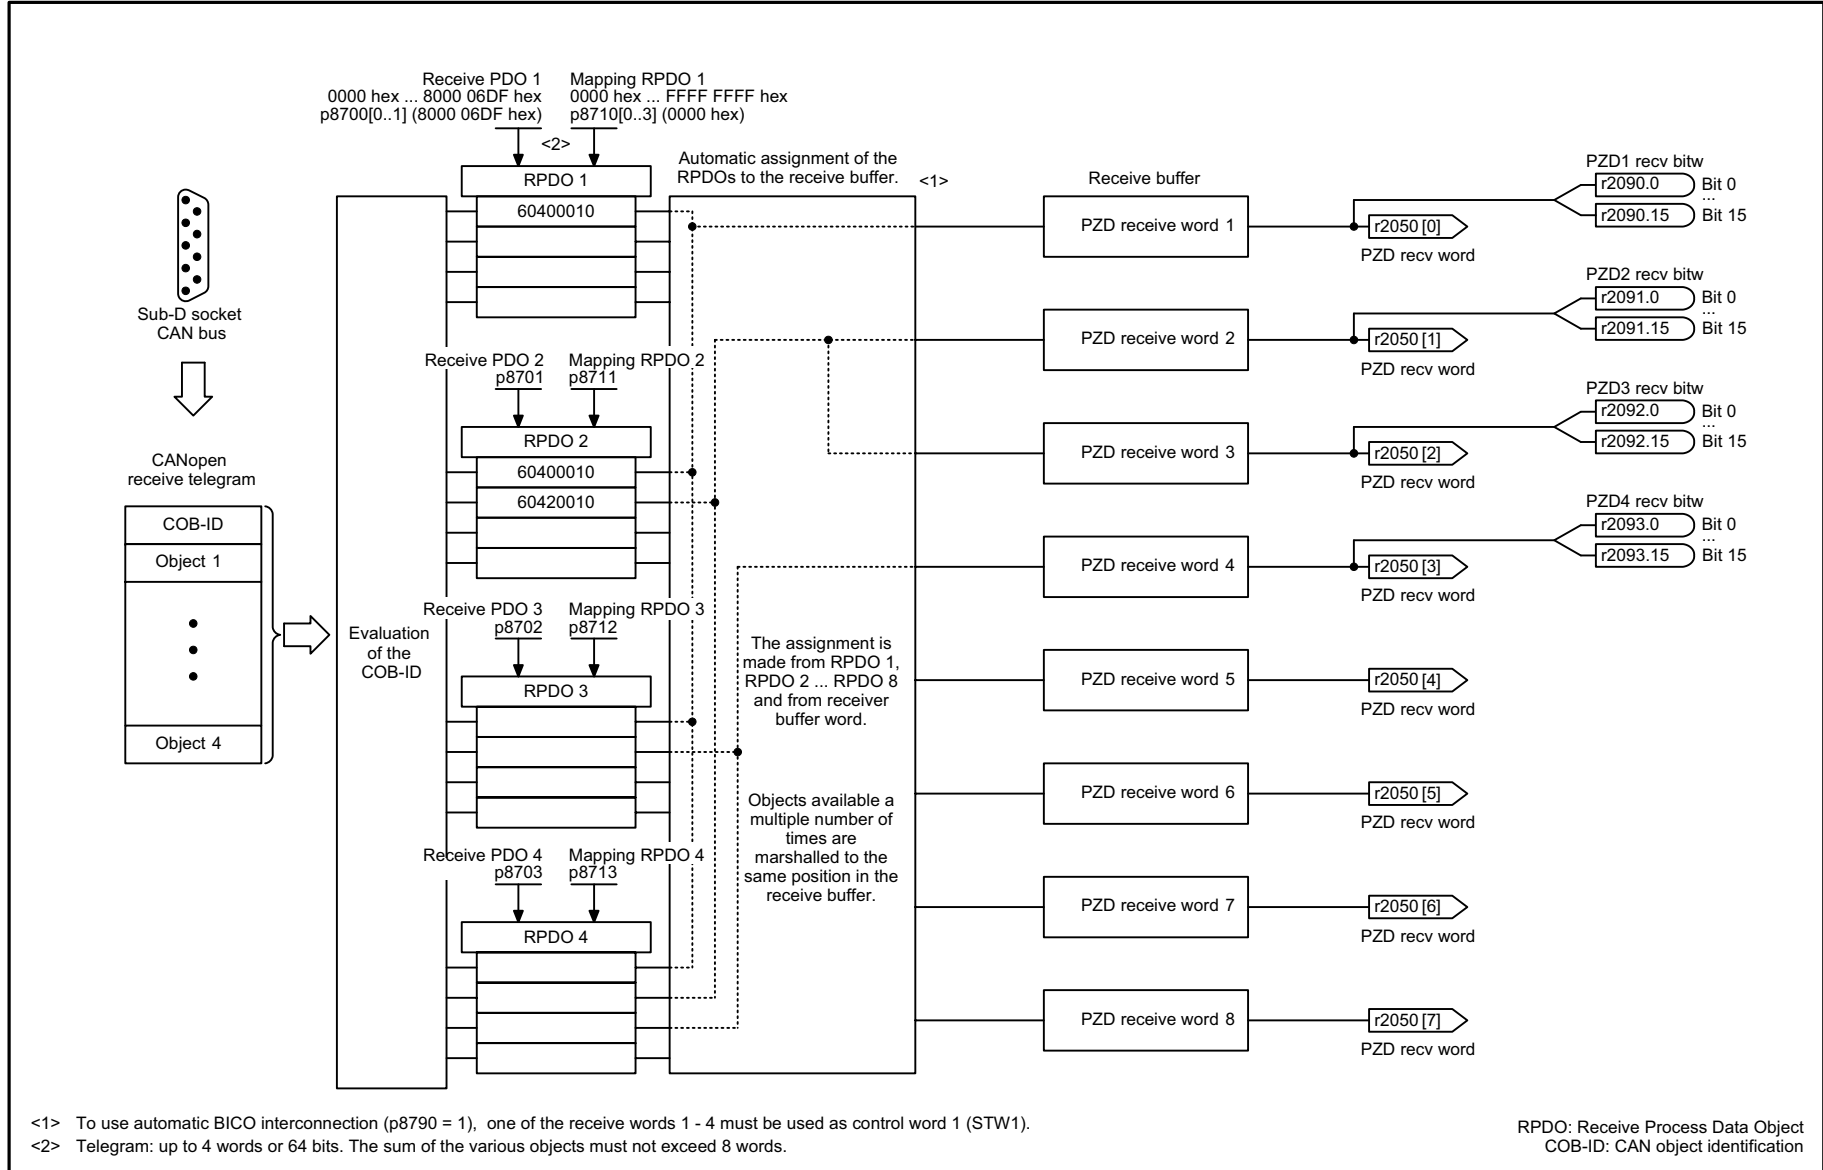 Receive PDO 1
0000 hex ... 8000 06DF hex
p8700[0..1] (8000 06DF hex)
Mapping RPDO 1
0000 hex ... FFFF FFFF hex
p8710[0..3] (0000 hex)
<2>
RPDO 1
60400010
Automatic assignment of the
RPDOs to the receive buffer.
<1>
Receive buffer
Sub-D socket
CAN bus
CANopen
receive telegram
COB-ID
Object 1
Object 4
Evaluation
of the
COB-ID
Receive PDO 2
p8701
Mapping RPDO 2
p8711
RPDO 2
60400010
60420010
Receive PDO 3
p8702
Mapping RPDO 3
p8712
RPDO 3
Receive PDO 4
p8703
Mapping RPDO 4
p8713
RPDO 4
The assignment is
made from RPDO 1,
RPDO 2 ... RPDO 8
and from receiver
buffer word.
Objects available a
multiple number of
times are
marshalled to the
same position in the
receive buffer.
PZD receive word 1
r2050 [0]
PZD recv word
PZD1 recv bitw
r2090.0 Bit 0
...
r2090.15 Bit 15
PZD receive word 2
r2050 [1]
PZD recv word
PZD2 recv bitw
r2091.0 Bit 0
...
r2091.15 Bit 15
PZD receive word 3
r2050 [2]
PZD recv word
PZD3 recv bitw
r2092.0 Bit 0
...
r2092.15 Bit 15
PZD receive word 4
r2050 [3]
PZD recv word
PZD4 recv bitw
r2093.0 Bit 0
...
r2093.15 Bit 15
PZD receive word 5
r2050 [4]
PZD recv word
PZD receive word 6
r2050 [5]
PZD recv word
PZD receive word 7
r2050 [6]
PZD recv word
PZD receive word 8
r2050 [7]
PZD recv word
<1> To use automatic BICO interconnection (p8790 = 1), one of the receive words 1 - 4 must be used as control word 1 (STW1).
<2> Telegram: up to 4 words or 64 bits. The sum of the various objects must not exceed 8 words.
RPDO: Receive Process Data Object
COB-ID: CAN object identification